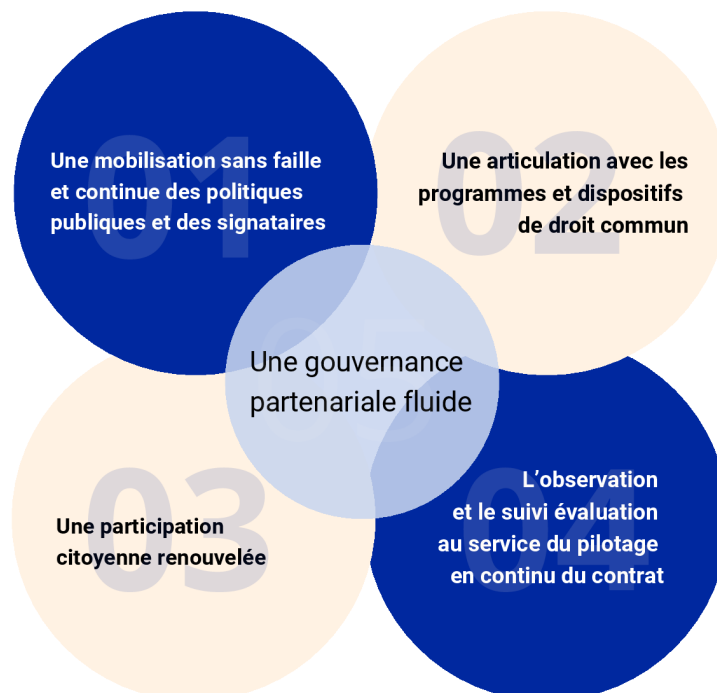 01
Une mobilisation sans faille
et continue des politiques
publiques et des signataires
02
Une articulation avec les
programmes et dispositifs
de droit commun
05
Une gouvernance
partenariale fluide
03
Une participation
citoyenne renouvelée
04
L’observation
et le suivi évaluation
au service du pilotage
en continu du contrat